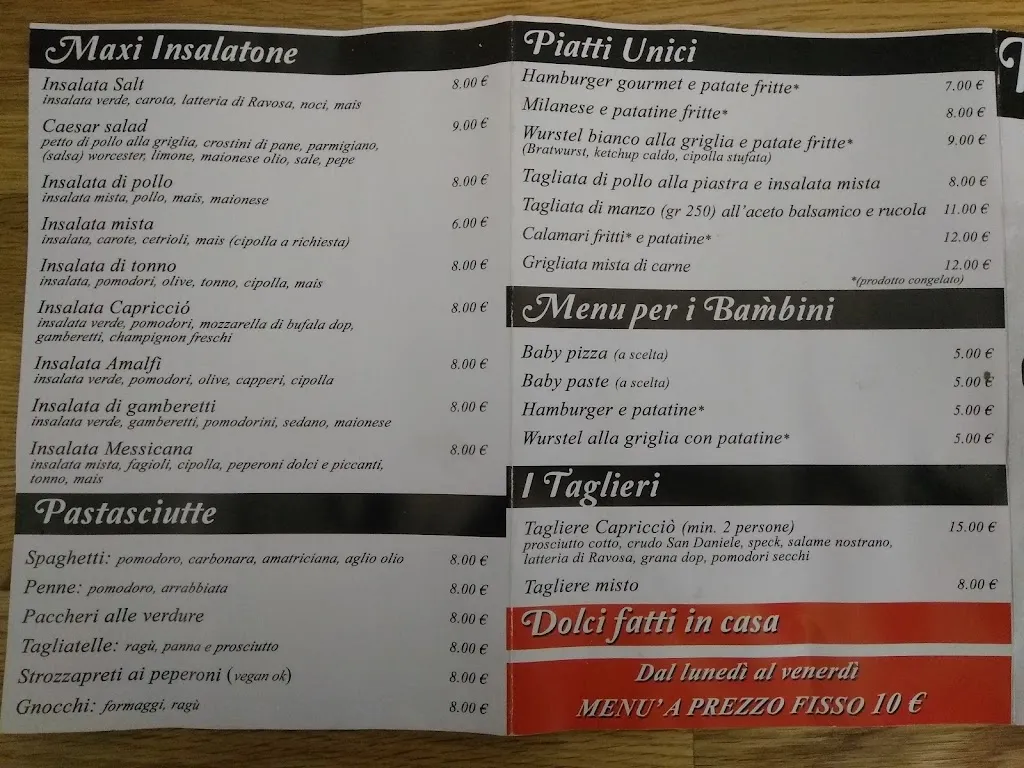 Maxi Insalatone
Insalata Salt 8.00 €
insalata verde, carota, latteria di Ravosa, noci, mais
Caesar salad 9.00 €
petto di pollo alla griglia, crostini di pane, parmigiano,
(salsa) worcester, limone, maionese olio, sale, pepe
Insalata di pollo 8.00 €
insalata mista, pollo, mais, maionese
Insalata mista 6.00 €
insalata, carote, cetrioli, mais (cipolla a richiesta)
Insalata di tonno 8.00 €
insalata, pomodori, olive, tonno, cipolla, mais
Insalata Capricció 8.00 €
insalata verde, pomodori, mozzarella di bufala dop,
gamberetti, champignon freschi
Insalata Amalfi 8.00 €
insalata verde, pomodori, olive, capperi, cipolla
Insalata di gamberetti 8.00 €
insalata verde, gamberetti, pomodorini, sedano, maionese
Insalata Messicana 8.00 €
insalata mista, fagioli, cipolla, peperoni dolci e piccanti,
tonno, mais
Pastasciutte
Spaghetti: pomodoro, carbonara, amatriciana, aglio olio 8.00 €
Penne: pomodoro, arrabbiata 8.00 €
Paccheri alle verdure 8.00 €
Tagliatelle: ragù, panna e prosciutto 8.00 €
Strozzapreti ai peperoni (vegan ok) 8.00 €
Gnocchi: formaggi, ragù 8.00 €
Piatti Unici
Hamburger gourmet e patate fritte* 7.00 €
Milanese e patatine fritte* 8.00 €
Wurstel bianco alla griglia e patate fritte* 9.00 €
(Bratwurst, ketchup caldo, cipolla stufata)
Tagliata di pollo alla piastra e insalata mista 8.00 €
Tagliata di manzo (gr 250) all'aceto balsamico e rucola 11.00 €
Calamari fritti* e patatine* 12.00 €
Grigliata mista di carne 12.00 €
*(prodotto congelato)
Menu per i Bambini
Baby pizza (a scelta) 5.00 €
Baby paste (a scelta) 5.00 €
Hamburger e patatine* 5.00 €
Wurstel alla griglia con patatine* 5.00 €
I Taglieri
Tagliere Capricciò (min. 2 persone) 15.00 €
prosciutto cotto, crudo San Daniele, speck, salame nostrano,
latteria di Ravosa, grana dop, pomodori secchi
Tagliere misto 8.00 €
Dolci fatti in casa
Dal lunedì al venerdì
MENU' A PREZZO FISSO 10 €